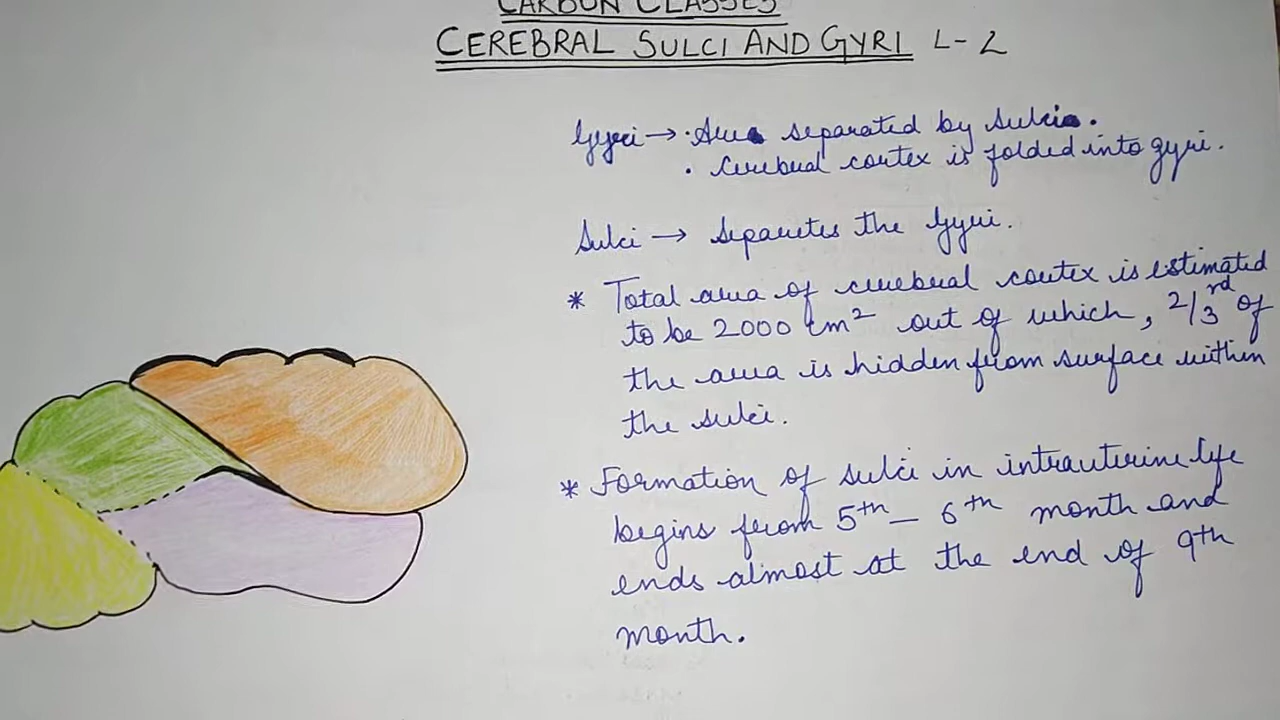 CARBON CLASSES
CEREBRAL SULCI AND GYRI L-2
Gyri → • Area separated by sulci.
• Cerebral cortex is folded into gyri.
Sulci → Separates the Gyri.
* Total area of cerebral cortex is estimated
to be 2000 cm² out of which, 2/3rd of
the area is hidden from surface within
the sulci.
* Formation of sulci in intrauterine life
begins from 5th - 6th month and
ends almost at the end of 9th
month.